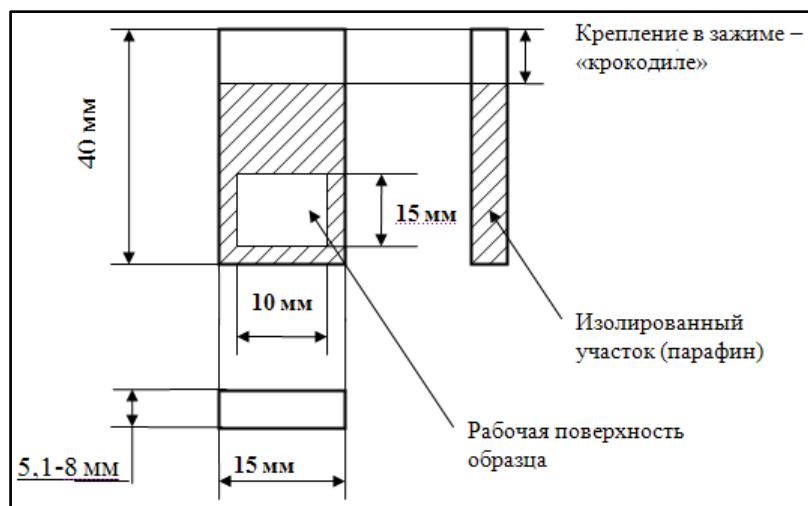 Крепление в зажиме –
«крокодиле»
40 мм
15 мм
10 мм
Изолированный
участок (парафин)
Рабочая поверхность
образца
5,1-8 мм
15 мм